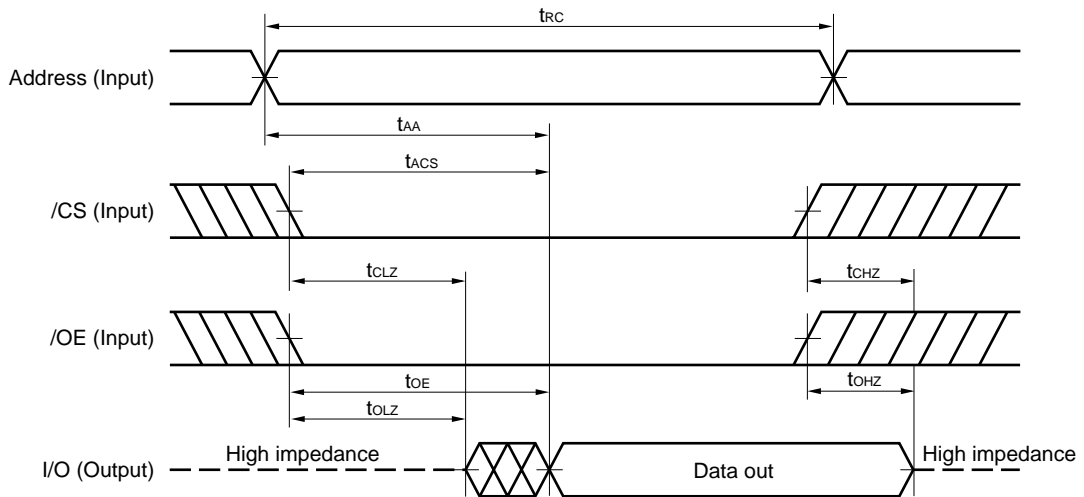 tRC
Address (Input)
tAA
tACS
/CS (Input)
tCLZ
tCHZ
/OE (Input)
tOE
tOHZ
tOLZ
High impedance
High impedance
I/O (Output)
Data out